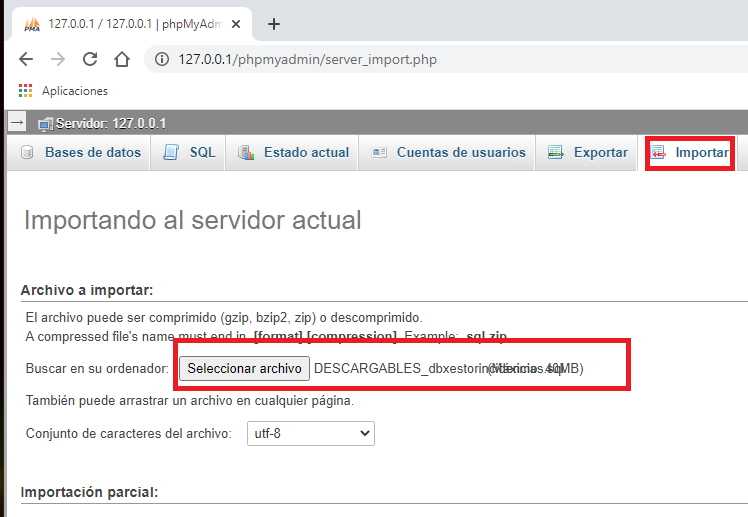 127.0.0.1 / 127.0.0.1 | phpMyAdm
127.0.0.1/phpmyadmin/server_import.php
Aplicaciones
Servidor: 127.0.0.1
Bases de datos SQL Estado actual Cuentas de usuarios Exportar Importar
Importando al servidor actual
Archivo a importar:
El archivo puede ser comprimido (gzip, bzip2, zip) o descomprimido.
A compressed file's name must end in .[format].[compression]. Example: .sql.zip
Buscar en su ordenador: Seleccionar archivo DESCARGABLES_dbxestorin (Máximo: 40MB)
También puede arrastrar un archivo en cualquier página.
Conjunto de caracteres del archivo: utf-8
Importación parcial: